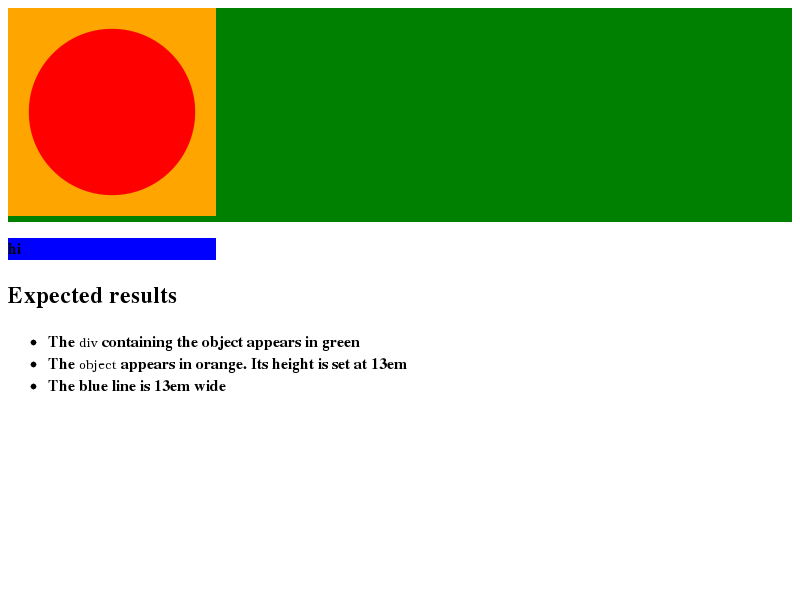 hi
Expected results
The div containing the object appears in green
The object appears in orange. Its height is set at 13em
The blue line is 13em wide